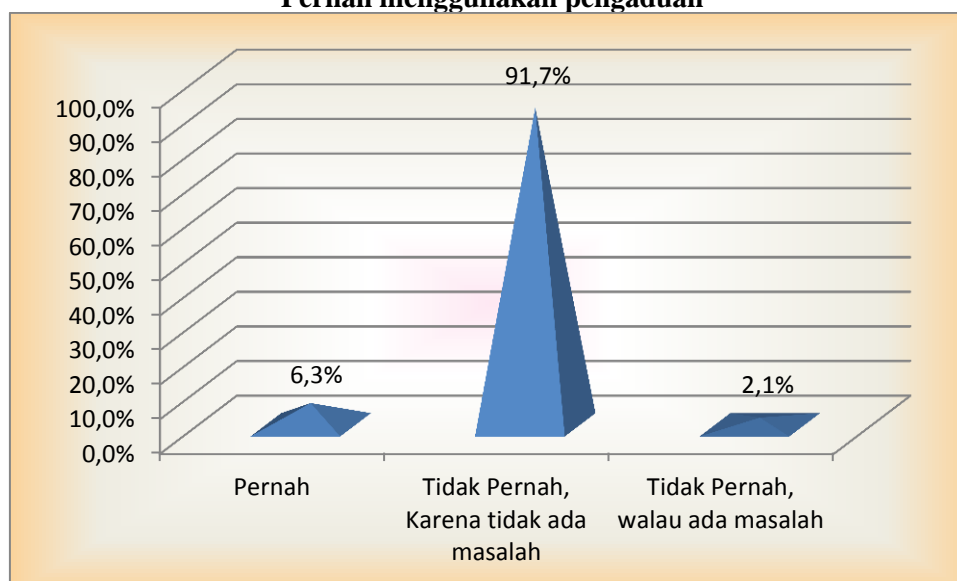 Pernah menggunakan pengaduan
91,7%
100,0%
90,0%
80,0%
70,0%
60,0%
50,0%
40,0%
30,0%
20,0%
10,0%
0,0%
6,3%
2,1%
Pernah
Tidak Pernah,
Karena tidak ada
masalah
Tidak Pernah,
walau ada masalah